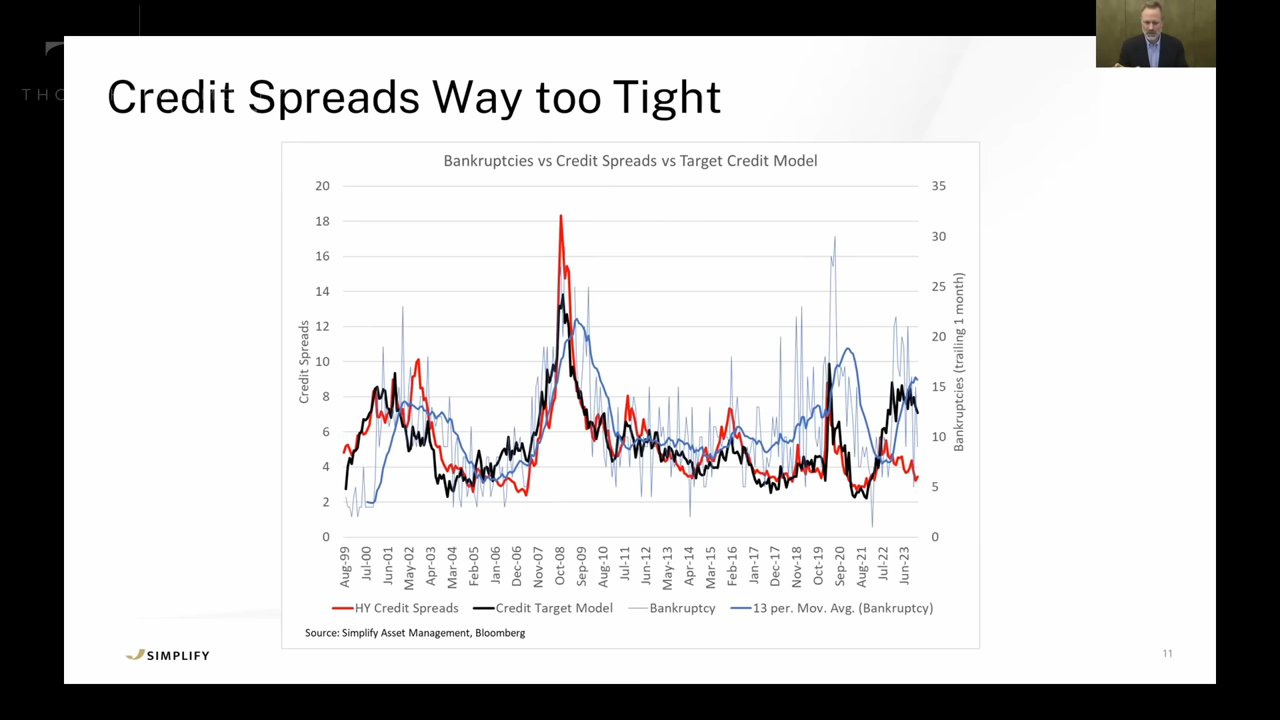 THO
Credit Spreads Way too Tight
Bankruptcies vs Credit Spreads vs Target Credit Model
20
18
16
14
12
10
8
6
4
2
0
Credit Spreads
35
30
25
20
15
10
5
0
Bankruptcies (trailing 1 month)
Aug-99
Jul-00
Jun-01
May-02
Apr-03
Mar-04
Feb-05
Jan-06
Dec-06
Nov-07
Oct-08
Sep-09
Aug-10
Jul-11
Jun-12
May-13
Apr-14
Mar-15
Feb-16
Jan-17
Dec-17
Nov-18
Oct-19
Sep-20
Aug-21
Jul-22
Jun-23
HY Credit Spreads
Credit Target Model
Bankruptcy
13 per. Mov. Avg. (Bankruptcy)
Source: Simplify Asset Management, Bloomberg
SIMPLIFY
11